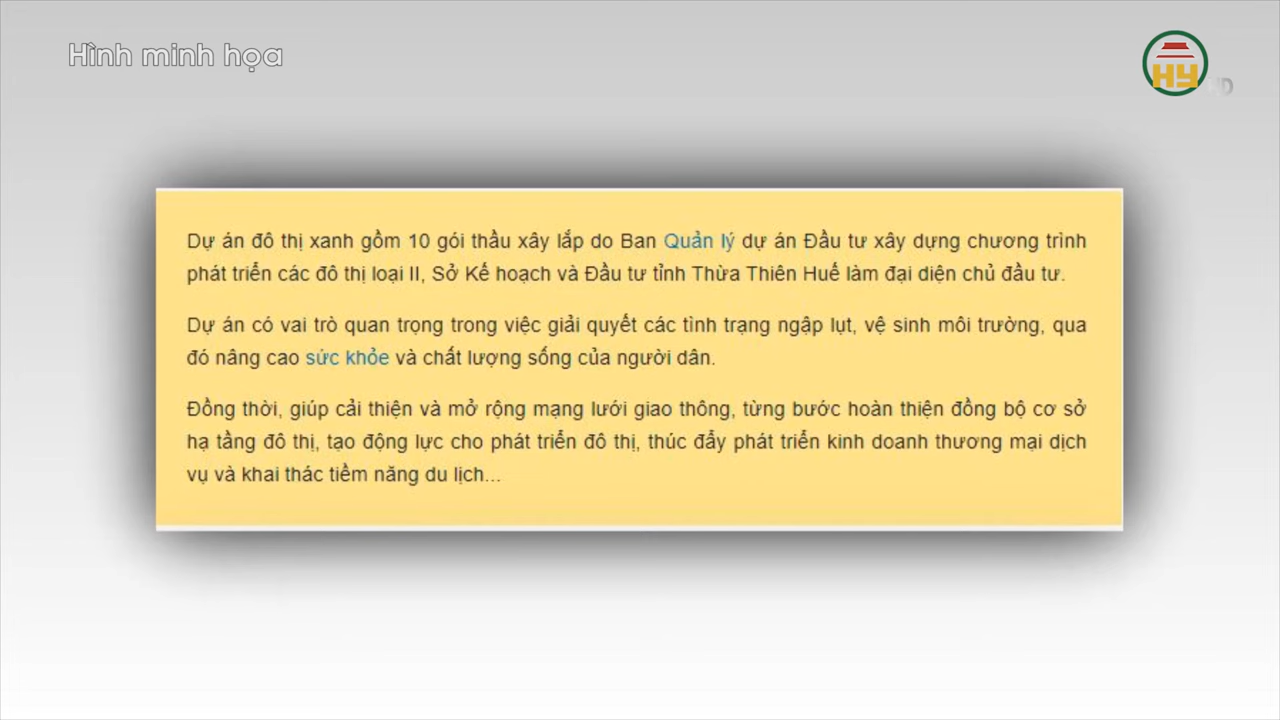 Hình minh họa
HY
HD
Dự án đô thị xanh gồm 10 gói thầu xây lắp do Ban Quản lý dự án Đầu tư xây dựng chương trình
phát triển các đô thị loại II, Sở Kế hoạch và Đầu tư tỉnh Thừa Thiên Huế làm đại diện chủ đầu tư.
Dự án có vai trò quan trọng trong việc giải quyết các tình trạng ngập lụt, vệ sinh môi trường, qua
đó nâng cao sức khỏe và chất lượng sống của người dân.
Đồng thời, giúp cải thiện và mở rộng mạng lưới giao thông, từng bước hoàn thiện đồng bộ cơ sở
hạ tầng đô thị, tạo động lực cho phát triển đô thị, thúc đẩy phát triển kinh doanh thương mại dịch
vụ và khai thác tiềm năng du lịch...